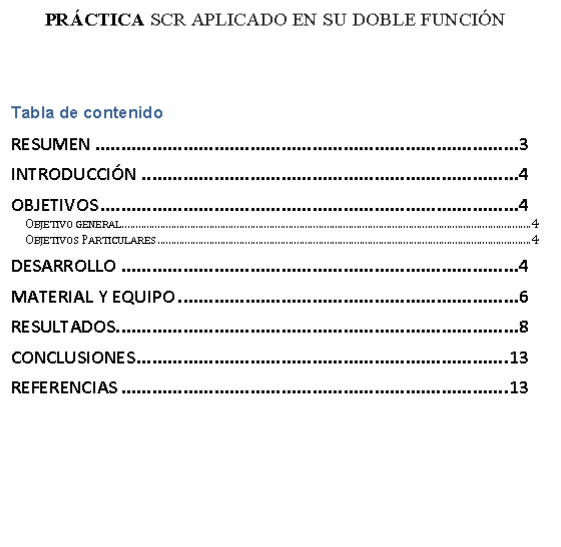 PRÁCTICA SCR APLICADO EN SU DOBLE FUNCIÓN
Tabla de contenido
RESUMEN ........................................................................................3
INTRODUCCIÓN ..............................................................................4
OBJETIVOS.......................................................................................4
OBJETIVO GENERAL..............................................................................................................4
OBJETIVOS PARTICULARES....................................................................................................4
DESARROLLO ..................................................................................4
MATERIAL Y EQUIPO.......................................................................6
RESULTADOS...................................................................................8
CONCLUSIONES.............................................................................13
REFERENCIAS ................................................................................13